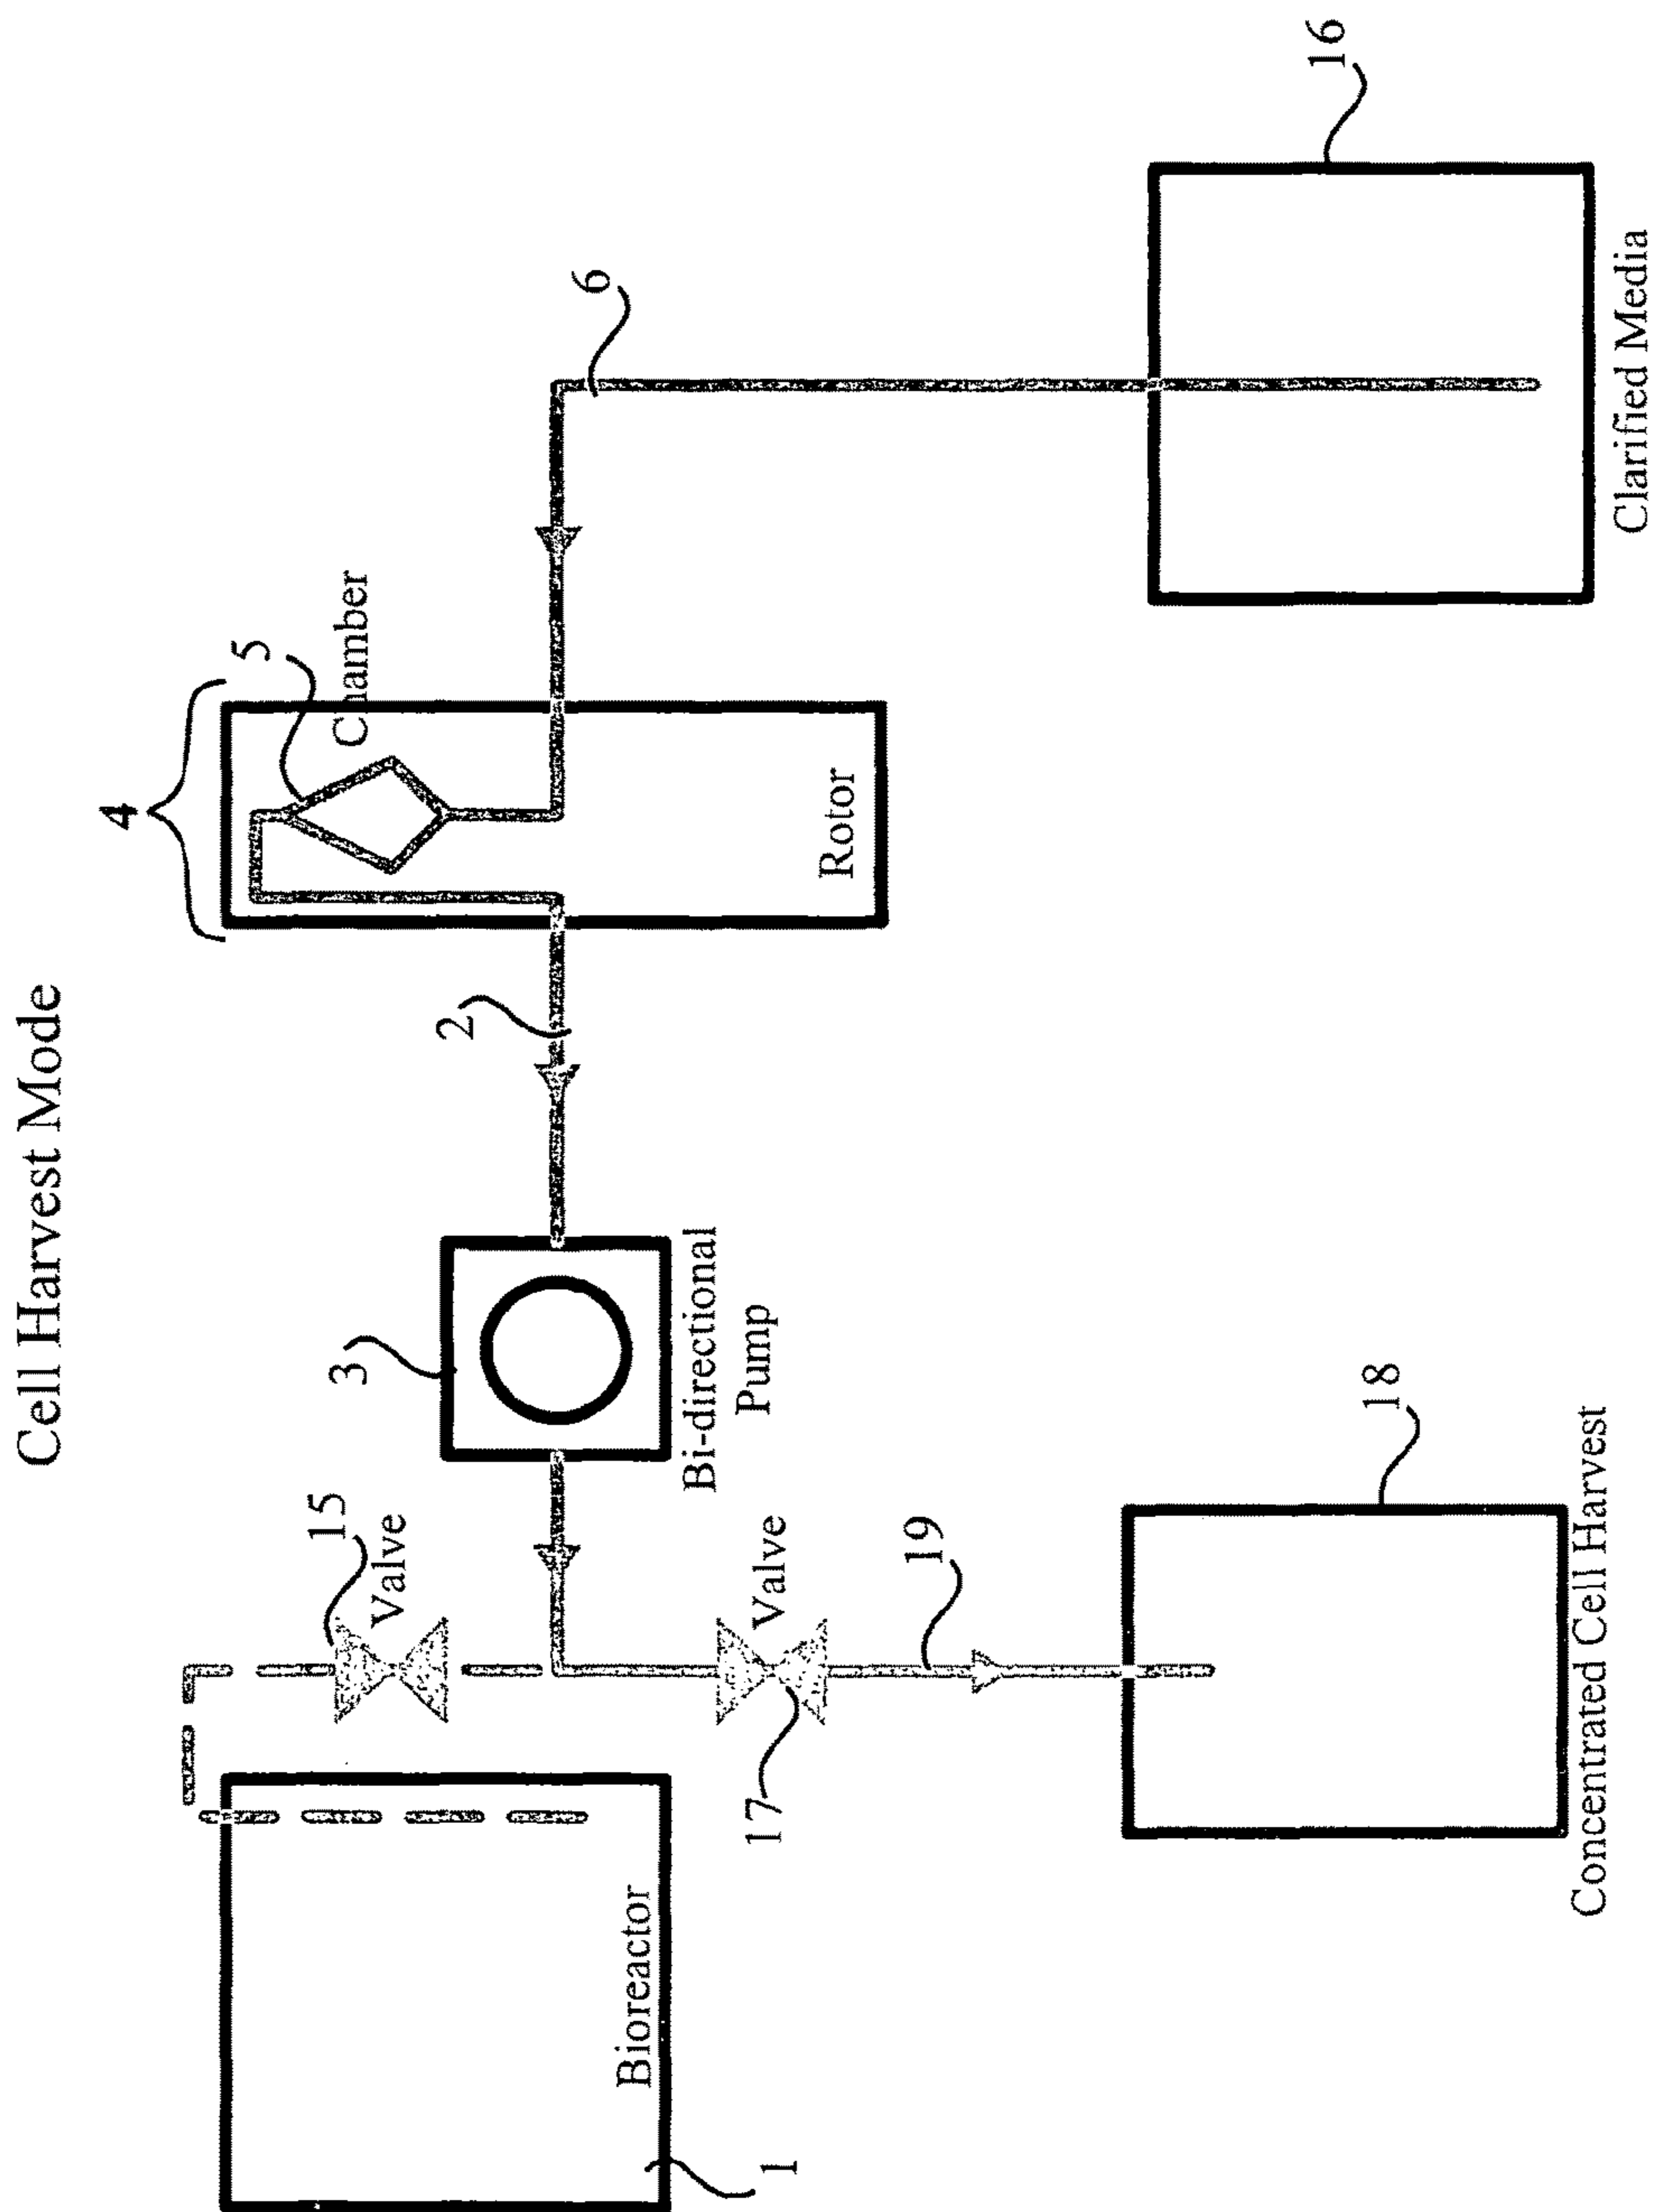 Cell Harvest Mode
4
5
Chamber
Rotor
6
2
3
Bi-directional
Pump
15
Valve
Valve
17
19
Bioreactor
1
18
Concentrated Cell Harvest
16
Clarified Media